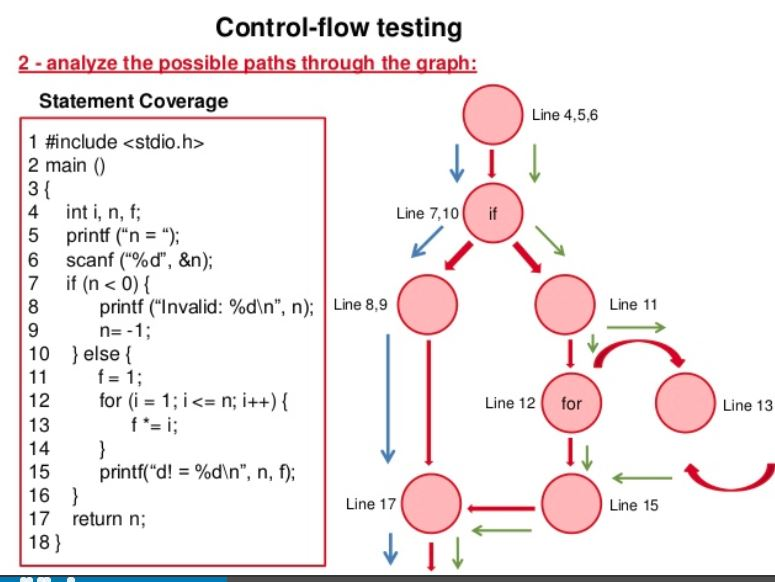 Control-flow testing
2 - analyze the possible paths through the graph:
Statement Coverage
1 #include <stdio.h>
2 main ()
3 {
4 int i, n, f;
5 printf (“n = “);
6 scanf (“%d”, &n);
7 if (n < 0) {
8 printf (“Invalid: %d\n”, n);
9 n= -1;
10 } else {
11 f = 1;
12 for (i = 1; i <= n; i++) {
13 f *= i;
14 }
15 printf(“d! = %d\n”, n, f);
16 }
17 return n;
18 }
Line 4,5,6
Line 7,10
if
Line 8,9
Line 11
Line 12
for
Line 13
Line 17
Line 15